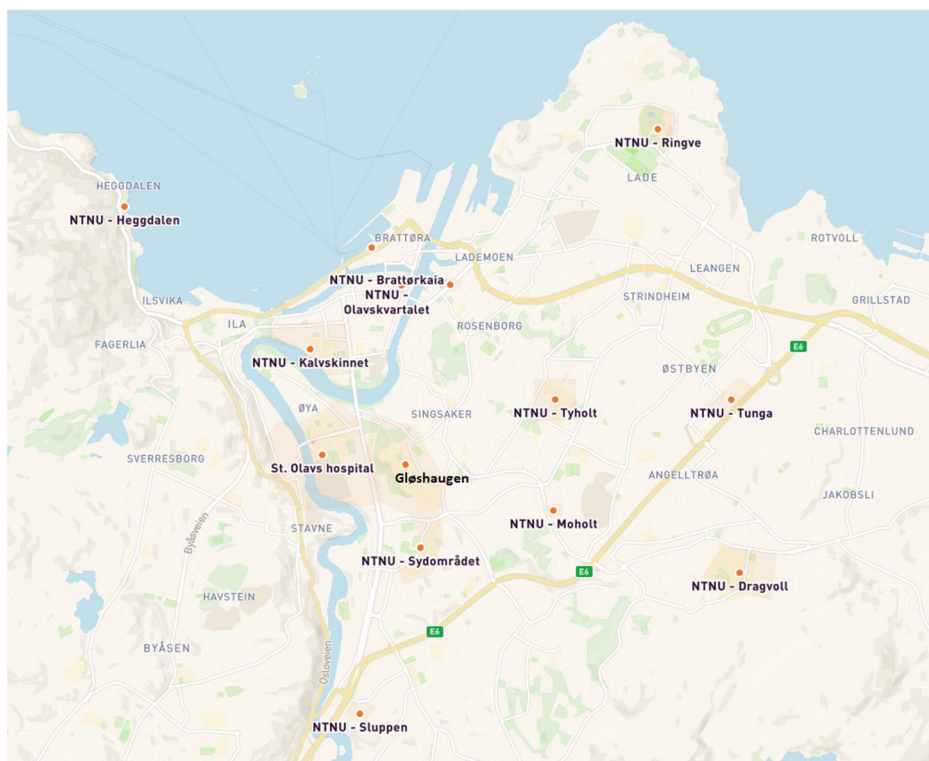 NTNU - Ringve
LADE
HEGGDALEN
NTNU - Heggdalen
BRATTØRA
ROTVOLL
LADEMOEN
LEANGEN
NTNU - Brattørkaia
NTNU -
Olavskvartalet
STRINDHEIM
GRILLSTAD
ILSVIKA
ILA
ROSENBORG
FAGERLIA
E6
NTNU - Kalvskinnet
ØSTBYEN
ØYA
SINGSAKER
NTNU - Tyholt
NTNU - Tunga
CHARLOTTENLUND
SVERRESBORG
St. Olavs hospital
Gløshaugen
ANGELLTRØA
JAKOBSLI
NTNU - Moholt
STAVNE
Byåsveien
NTNU - Sydområdet
E6
NTNU - Dragvoll
HAVSTEIN
E6
BYÅSEN
Osloveien
NTNU - Sluppen